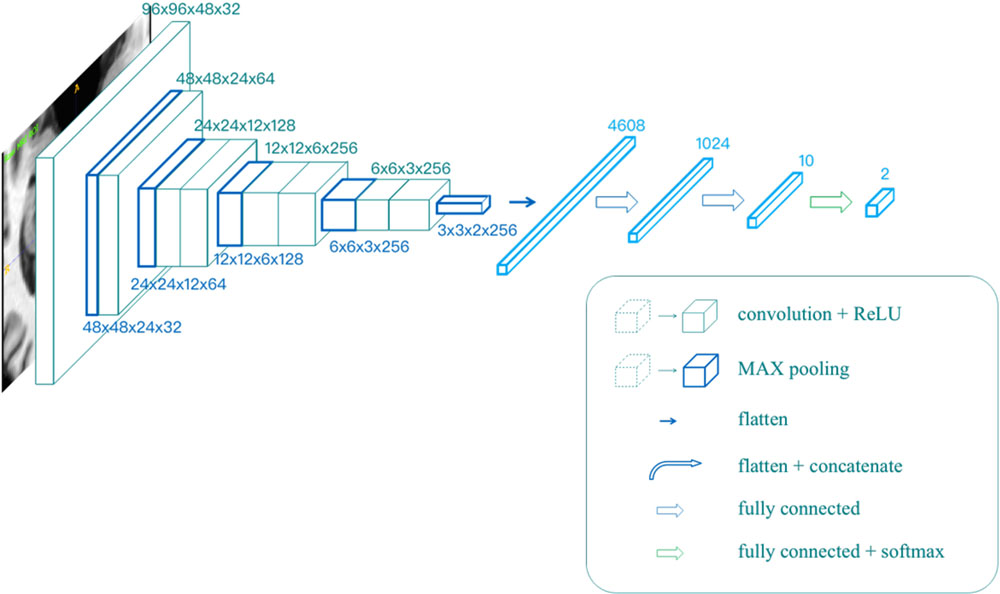 96x96x48x32
48x48x24x64
24x24x12x128
12x12x6x256
6x6x3x256
48x48x24x32
24x24x12x64
12x12x6x128
6x6x3x256
3x3x2x256
4608
1024
10
2
convolution + ReLU
MAX pooling
flatten
flatten + concatenate
fully connected
fully connected + softmax